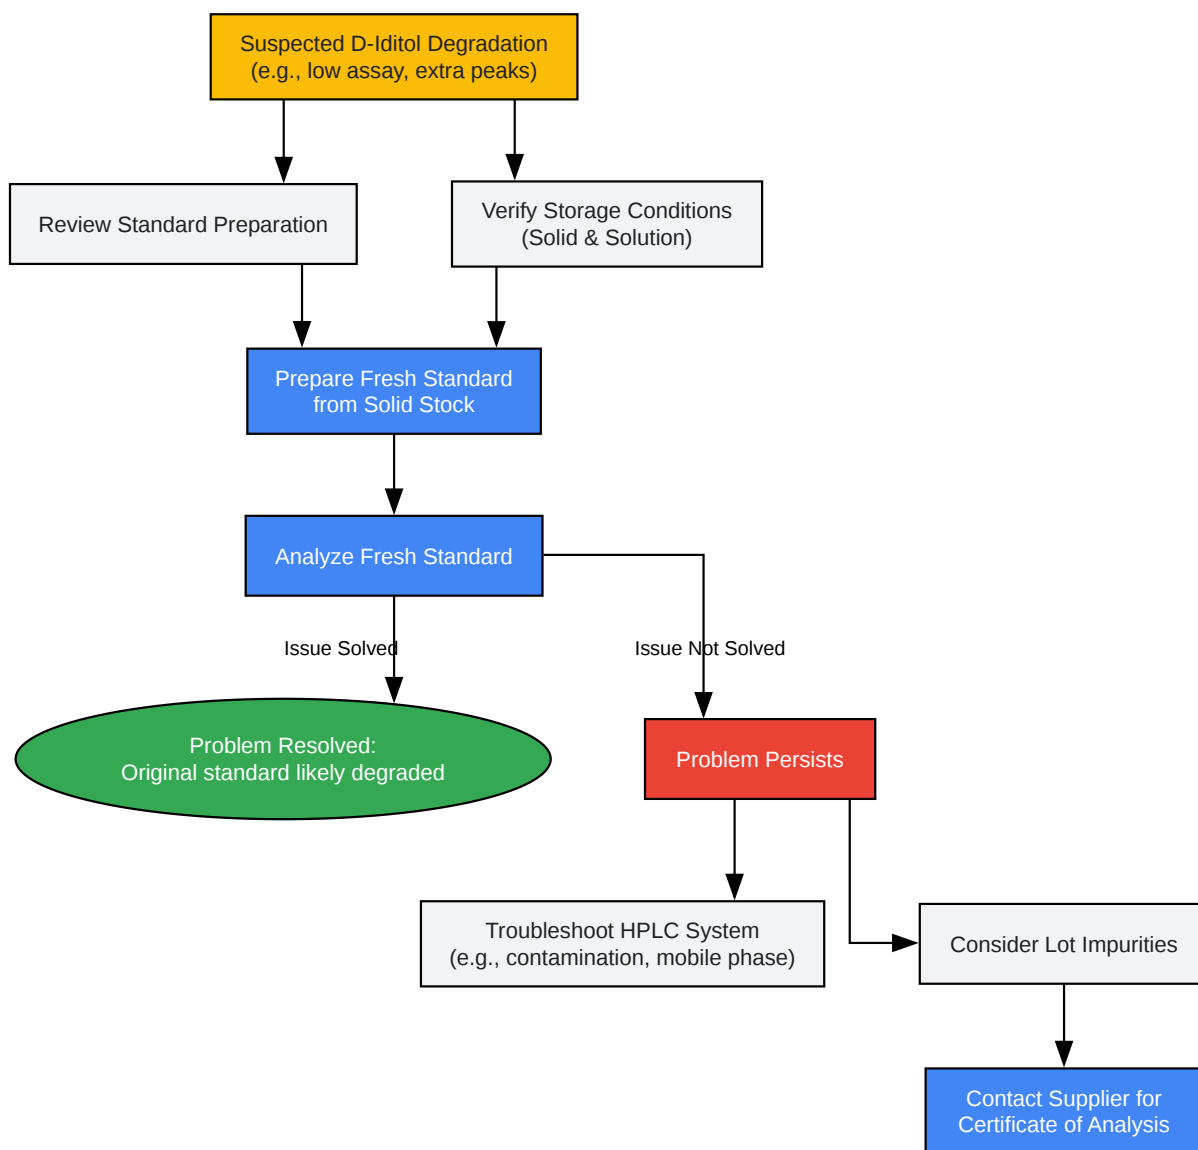 Suspected D-Iditol Degradation
(e.g., low assay, extra peaks)
Review Standard Preparation
Verify Storage Conditions
(Solid & Solution)
Prepare Fresh Standard
from Solid Stock
Analyze Fresh Standard
Issue Solved
Issue Not Solved
Problem Resolved:
Original standard likely degraded
Problem Persists
Troubleshoot HPLC System
(e.g., contamination, mobile phase)
Consider Lot Impurities
Contact Supplier for
Certificate of Analysis